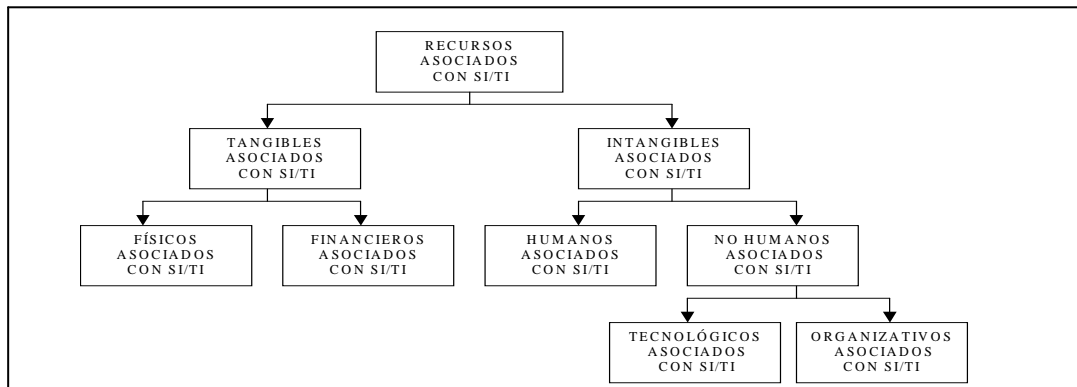 RECURSOS
ASOCIADOS
CON SI/TI
TANGIBLES
ASOCIADOS
CON SI/TI
INTANGIBLES
ASOCIADOS
CON SI/TI
FÍSICOS
ASOCIADOS
CON SI/TI
FINANCIEROS
ASOCIADOS
CON SI/TI
HUMANOS
ASOCIADOS
CON SI/TI
NO HUMANOS
ASOCIADOS
CON SI/TI
TECNOLÓGICOS
ASOCIADOS
CON SI/TI
ORGANIZATIVOS
ASOCIADOS
CON SI/TI